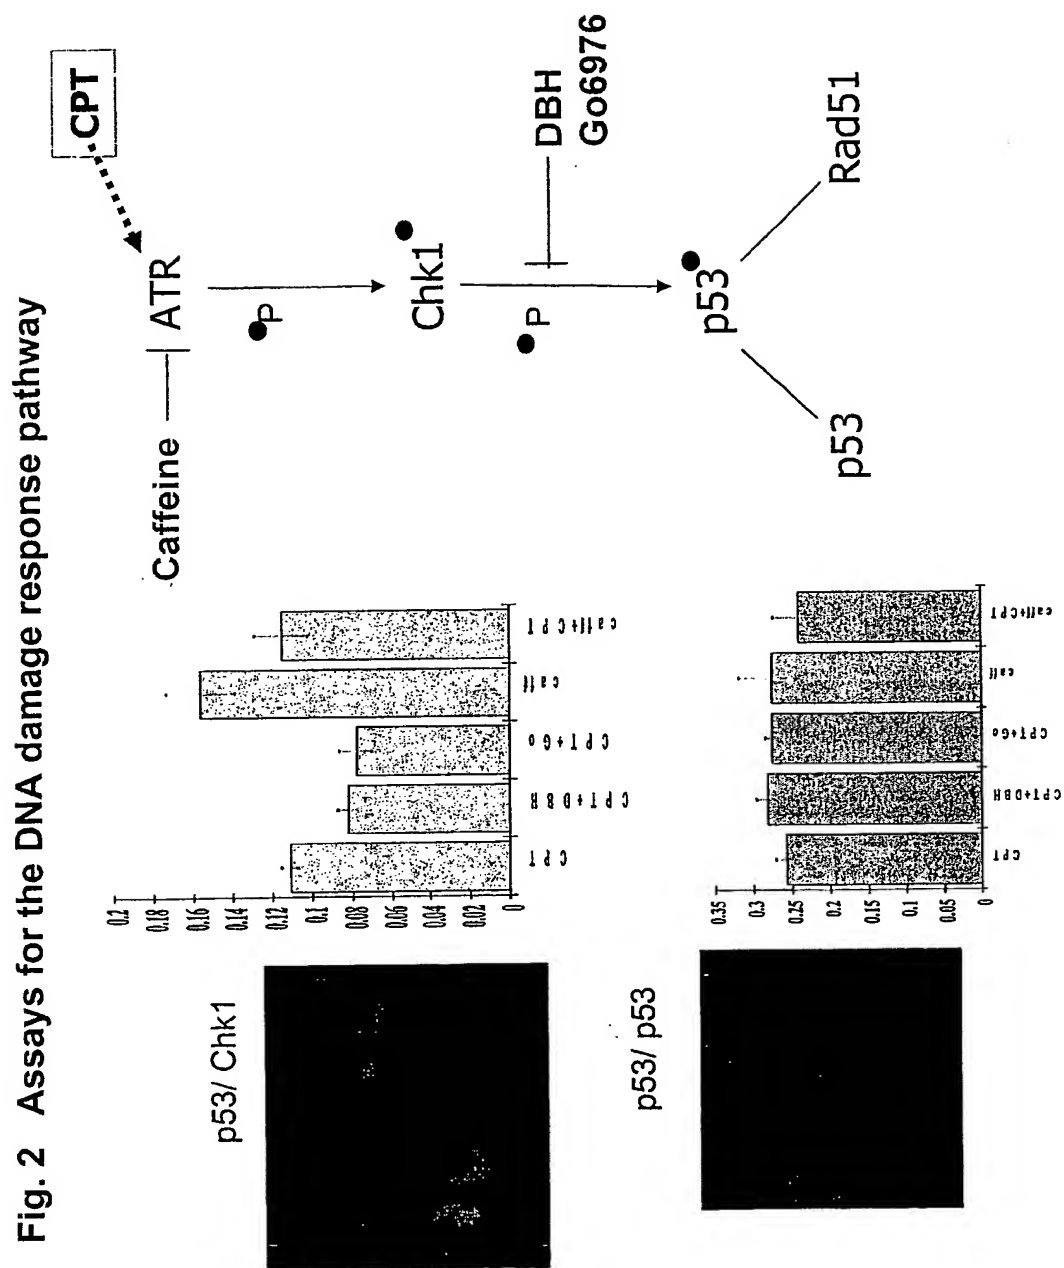 Fig. 2 Assays for the DNA damage response pathway
p53/ Chk1
0.2
0.18
0.16
0.14
0.12
0.1
0.08
0.06
0.04
0.02
0
CPT
CPT+DBH
CPT+Go
caff
caff+CPT
p53/ p53
0.35
0.3
0.25
0.2
0.15
0.1
0.05
0
CPT
CPT+DBH
CPT+Go
caff
caff+CPT
CPT
Caffeine
ATR
P
Chk1
P
DBH
Go6976
p53
p53
Rad51